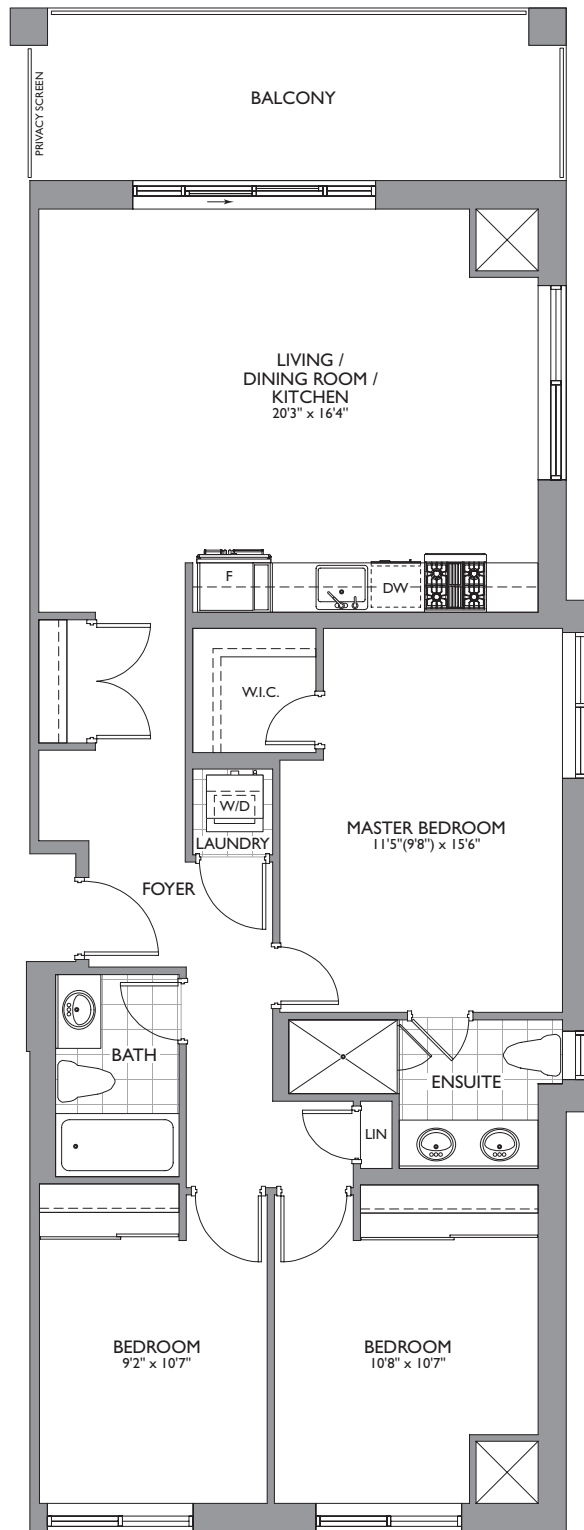 BALCONY
PRIVACY SCREEN
LIVING /
DINING ROOM /
KITCHEN
20'3" x 16'4"
F
DW
W.I.C.
W/D
LAUNDRY
MASTER BEDROOM
11'5"(9'8") x 15'6"
FOYER
BATH
ENSUITE
LIN
BEDROOM
9'2" x 10'7"
BEDROOM
10'8" x 10'7"